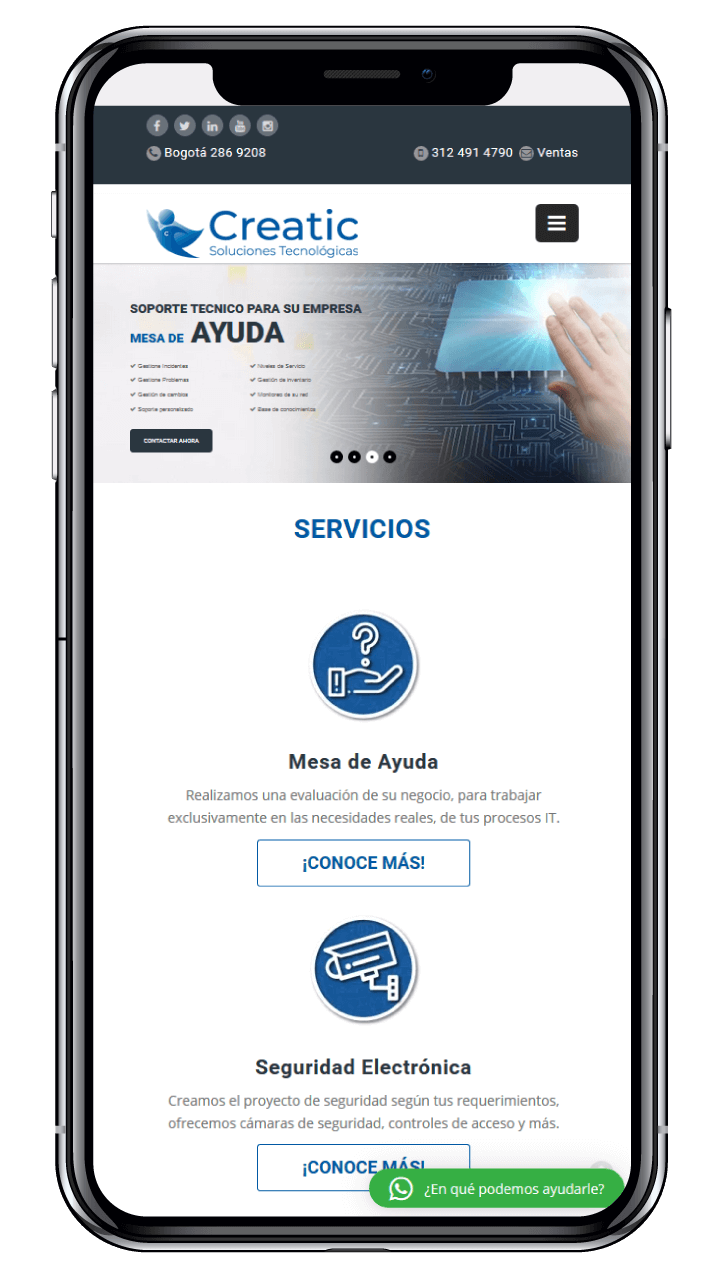 Bogotá 286 9208
312 491 4790 Ventas
Creatic
Soluciones Tecnológicas
SOPORTE TECNICO PARA SU EMPRESA
MESA DE AYUDA
Gestione Incidentes
Niveles de Servicio
Gestione Problemas
Gestión de inventario
Gestión de cambios
Monitoreo de su red
Soporte personalizado
Base de conocimientos
CONTACTAR AHORA
SERVICIOS
Mesa de Ayuda
Realizamos una evaluación de su negocio, para trabajar
exclusivamente en las necesidades reales, de tus procesos IT.
¡CONOCE MÁS!
Seguridad Electrónica
Creamos el proyecto de seguridad según tus requerimientos,
ofrecemos cámaras de seguridad, controles de acceso y más.
¡CONOCE MÁS!
¿En qué podemos ayudarle?